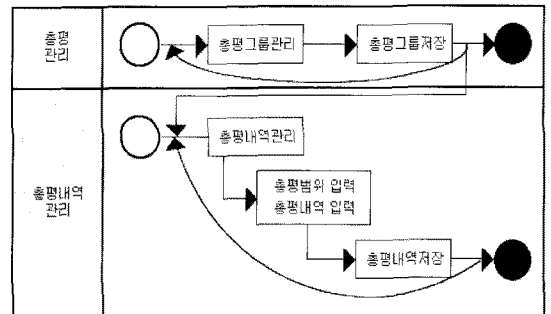 총평
관리
총평그룹관리
총평그룹저장
총평내역
관리
총평내역관리
총평범위 입력
총평내역 입력
총평내역저장